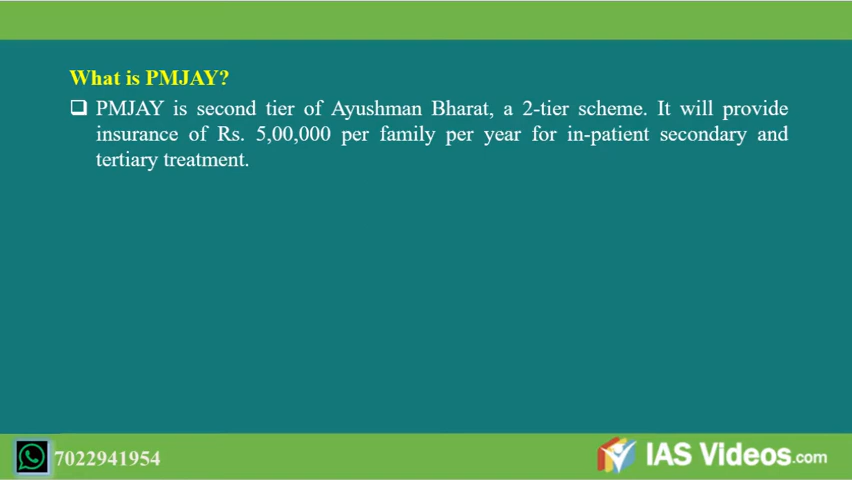 What is PMJAY?
❑ PMJAY is second tier of Ayushman Bharat, a 2-tier scheme. It will provide
insurance of Rs. 5,00,000 per family per year for in-patient secondary and
tertiary treatment.
7022941954
IAS Videos.com